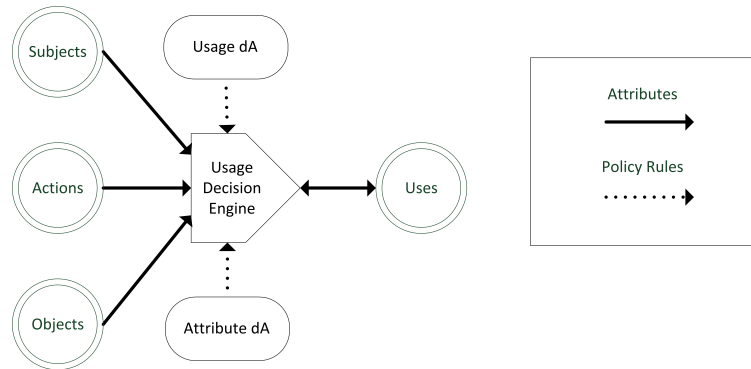 Subjects
Usage dA
Attributes
Policy Rules
Actions
Usage
Decision
Engine
Uses
Objects
Attribute dA